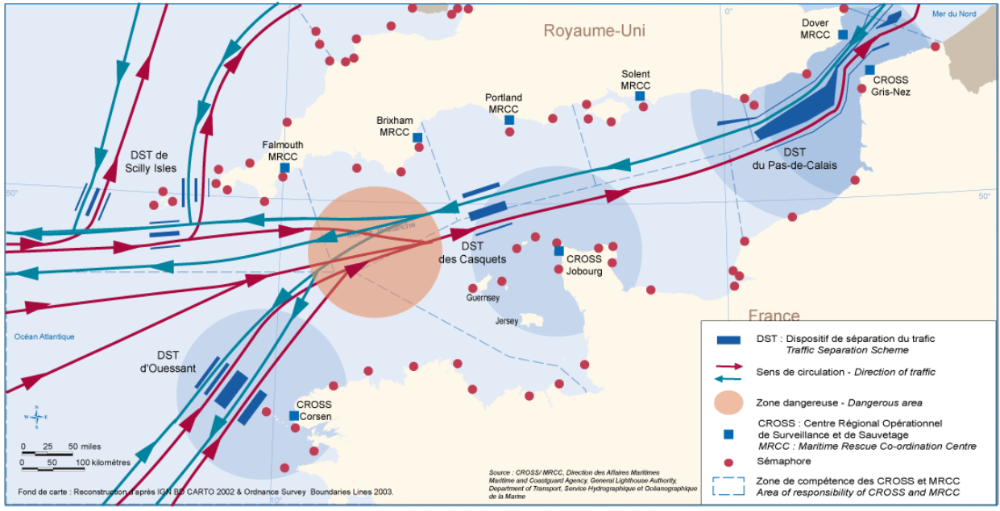 Royaume-Uni
0°
Mer du Nord
Dover
MRCC
CROSS
Gris-Nez
Solent
MRCC
Portland
MRCC
Brixham
MRCC
Falmouth
MRCC
DST de
Scilly Isles
DST
du Pas-de-Calais
50°
50°
Manche
DST
des Casquets
CROSS
Jobourg
Guernsey
Jersey
France
Océan Atlantique
DST
d'Ouessant
CROSS
Corsen
N
W E
S
0 25 50 miles
0 50 100 kilomètres
10°
Fond de carte : Reconstruction d'après IGN BD CARTO 2002 & Ordnance Survey Boundaries Lines 2003.
Source : CROSS/ MRCC, Direction des Affaires Maritimes
Maritime and Coastguard Agency, General Lighthouse Authority,
Department of Transport, Service Hydrographique et Océanographique
de la Marine
DST : Dispositif de séparation du trafic
Traffic Separation Scheme
Sens de circulation - Direction of traffic
Zone dangereuse - Dangerous area
CROSS : Centre Régional Opérationnel
de Surveillance et de Sauvetage
MRCC : Maritime Rescue Co-ordination Centre
Sémaphore
Zone de compétence des CROSS et MRCC
Area of responsibility of CROSS and MRCC